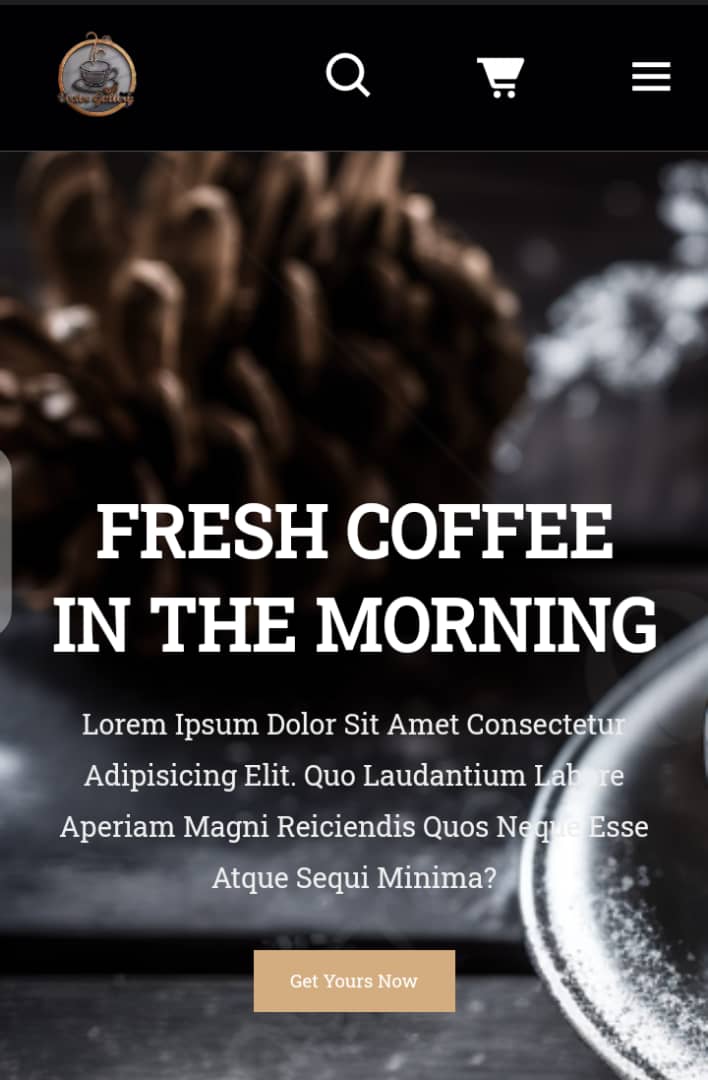 FRESH COFFEE
IN THE MORNING
Lorem Ipsum Dolor Sit Amet Consectetur
Adipisicing Elit. Quo Laudantium Labore
Aperiam Magni Reiciendis Quos Neque Esse
Atque Sequi Minima?
Get Yours Now